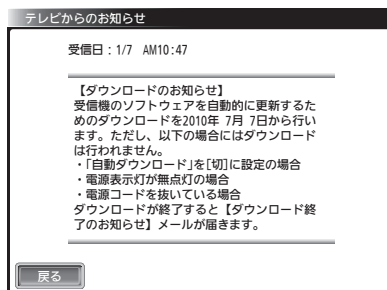 テレビからのお知らせ
受信日：1/7 AM10:47
【ダウンロードのお知らせ】
受信機のソフトウェアを自動的に更新するた
めのダウンロードを2010年 7月 7日から行い
ます。ただし、以下の場合にはダウンロード
は行われません。
・「自動ダウンロード」を[切]に設定の場合
・電源表示灯が無点灯の場合
・電源コードを抜いている場合
ダウンロードが終了すると【ダウンロード終
了のお知らせ】メールが届きます。
戻る